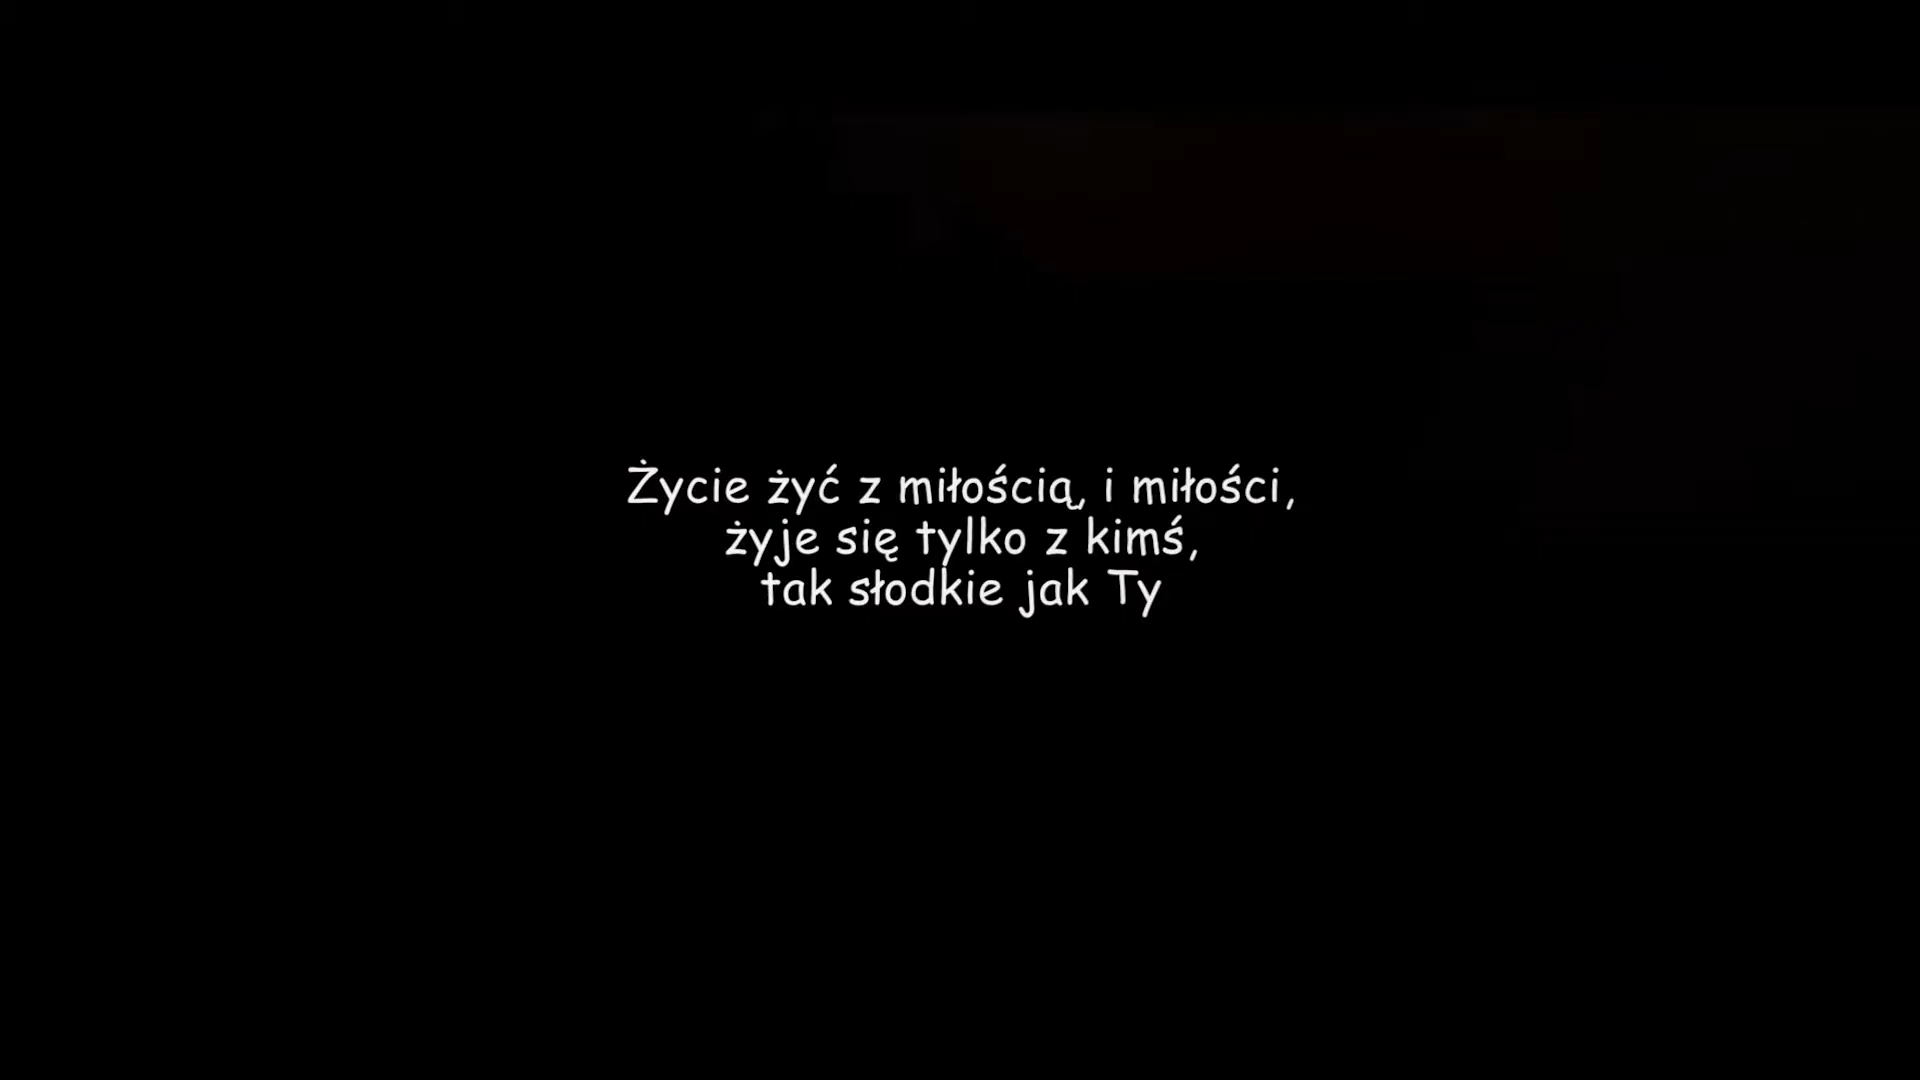 Życie żyć z miłością, i miłości,
żyje się tylko z kimś,
tak słodkie jak Ty